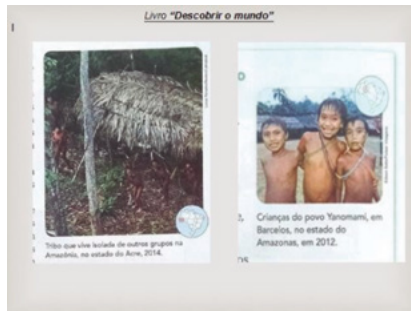 Livro "Descobrir o mundo"
Tribo que vive isolada de outros grupos na
Amazônia, no estado do Acre, 2014.
Crianças do povo Yanomami, em
Barcelos, no estado do
Amazonas, em 2012.